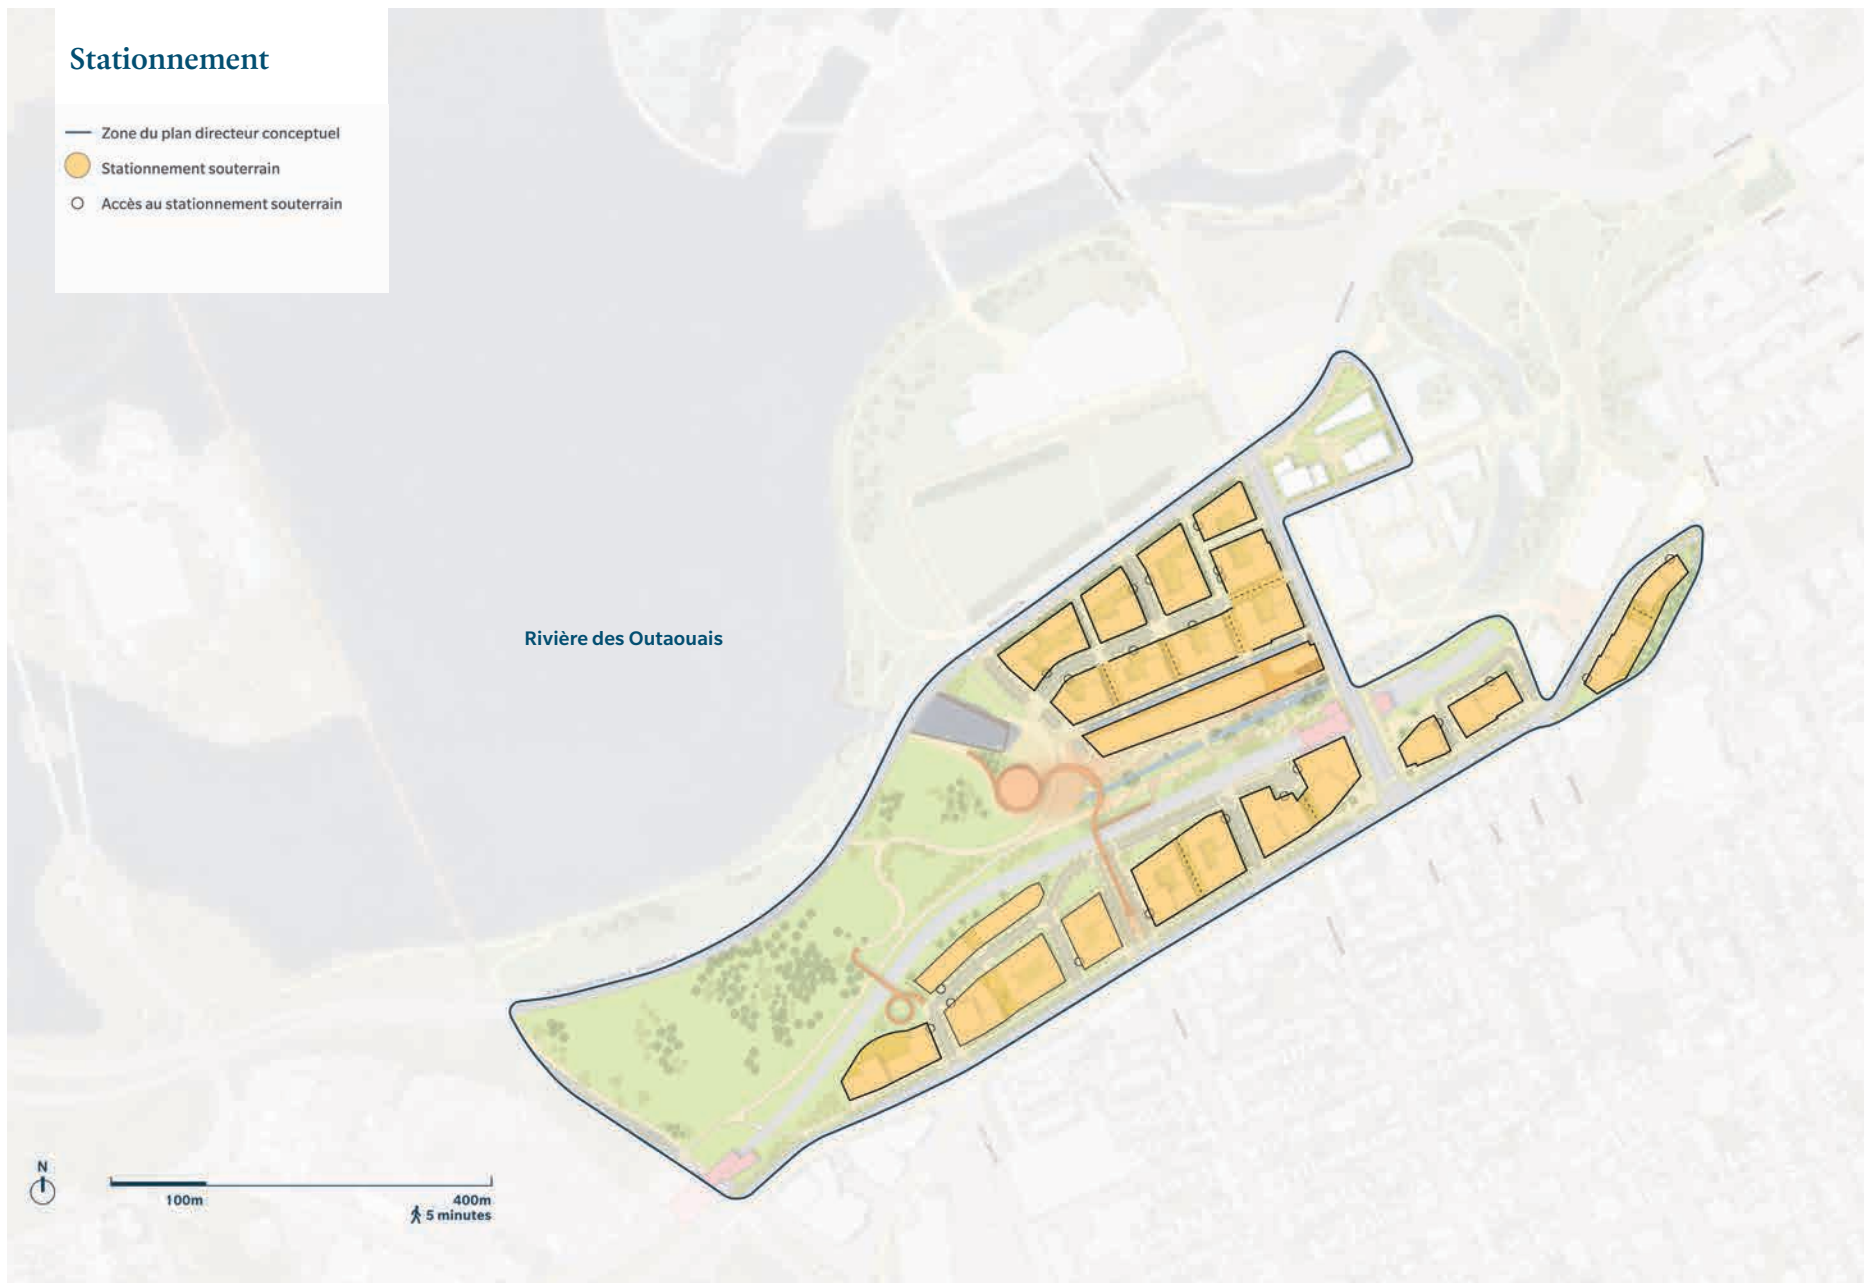 Stationnement
Zone du plan directeur conceptuel
Stationnement souterrain
Accès au stationnement souterrain
Rivière des Outaouais
N
100m
400m
5 minutes